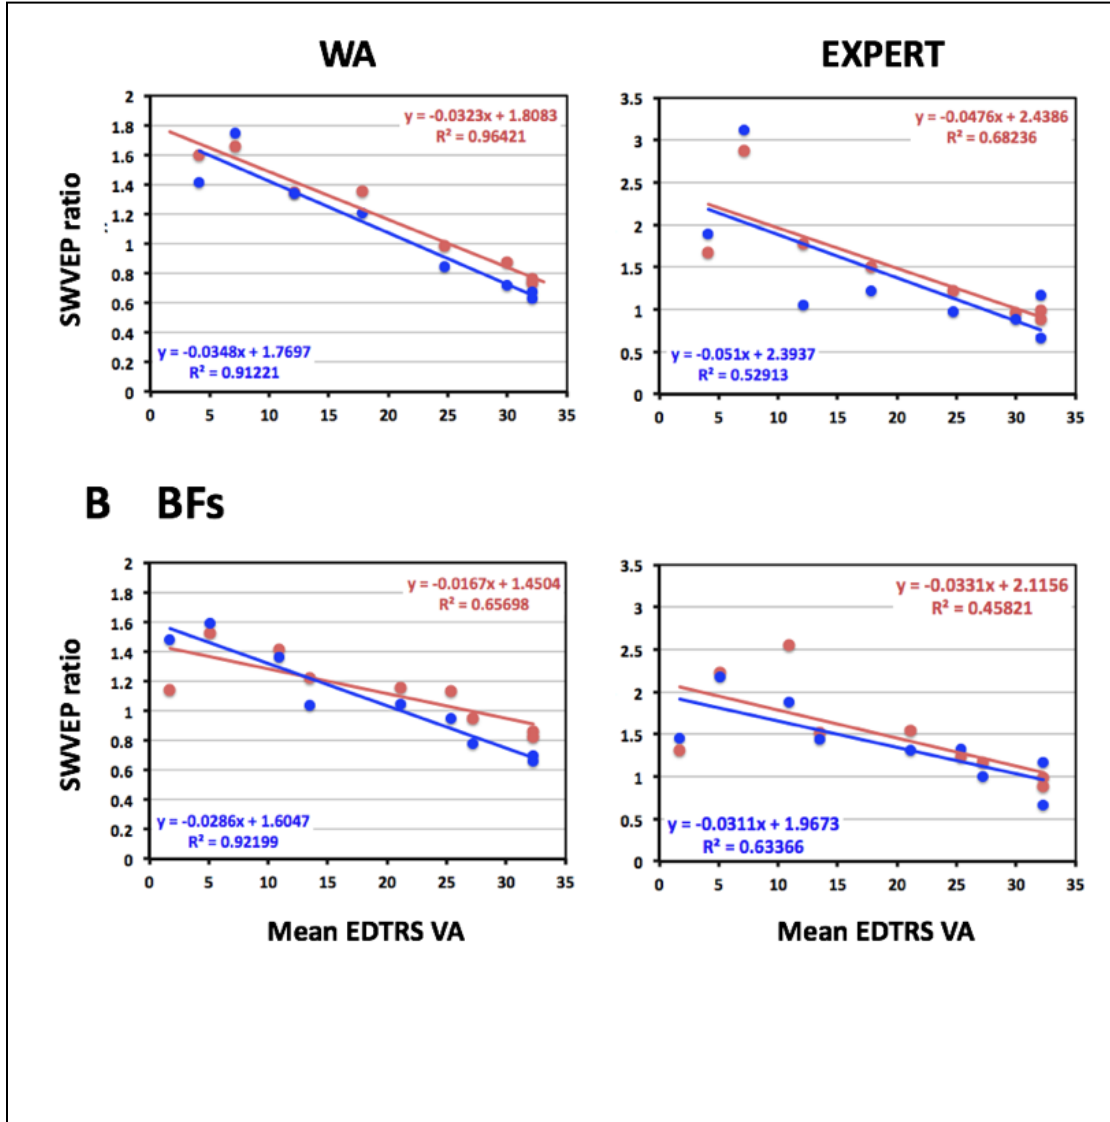 WA
EXPERT
2
1.8
1.6
1.4
1.2
1
0.8
0.6
0.4
0.2
0
SWVEP ratio
y = -0.0323x + 1.8083
R² = 0.96421
y = -0.0348x + 1.7697
R² = 0.91221
0 5 10 15 20 25 30 35
3.5
3
2.5
2
1.5
1
0.5
0
y = -0.0476x + 2.4386
R² = 0.68236
y = -0.051x + 2.3937
R² = 0.52913
0 5 10 15 20 25 30 35
B BFs
2
1.8
1.6
1.4
1.2
1
0.8
0.6
0.4
0.2
0
SWVEP ratio
y = -0.0167x + 1.4504
R² = 0.65698
y = -0.0286x + 1.6047
R² = 0.92199
0 5 10 15 20 25 30 35
Mean EDTRS VA
3.5
3
2.5
2
1.5
1
0.5
0
y = -0.0331x + 2.1156
R² = 0.45821
y = -0.0311x + 1.9673
R² = 0.63366
0 5 10 15 20 25 30 35
Mean EDTRS VA